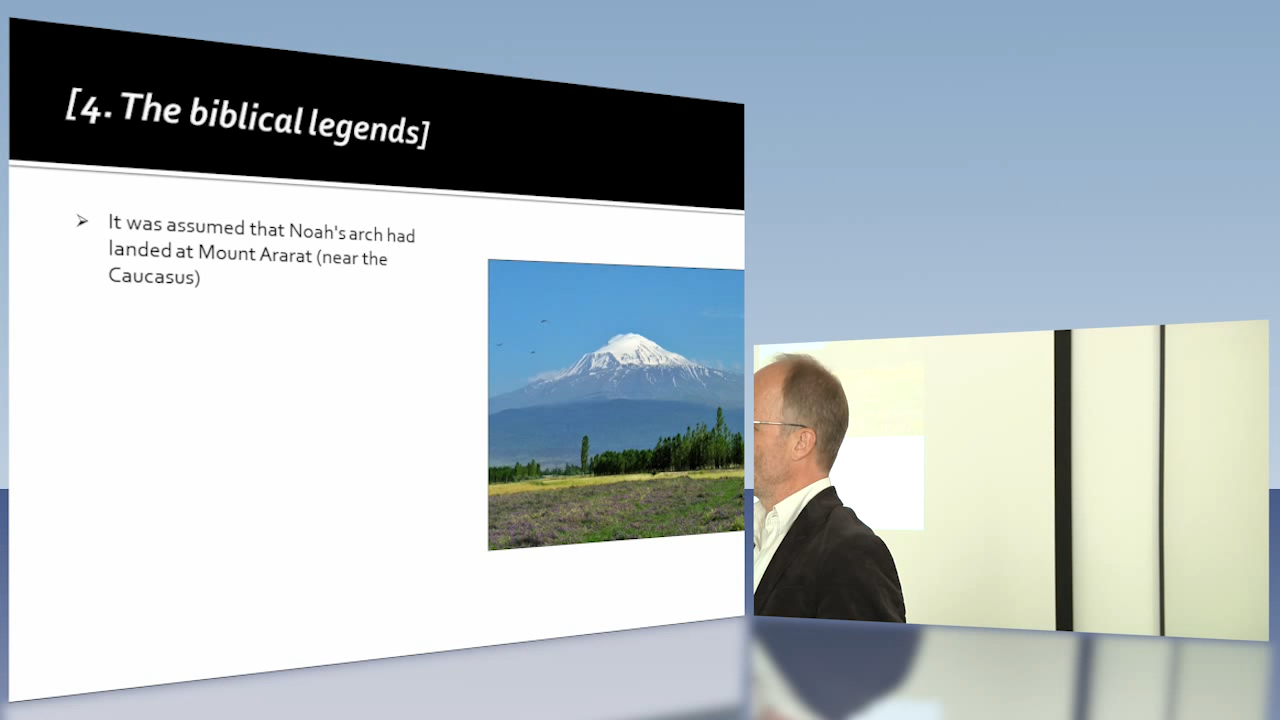 [4. The biblical legends]
It was assumed that Noah's arch had
landed at Mount Ararat (near the
Caucasus)